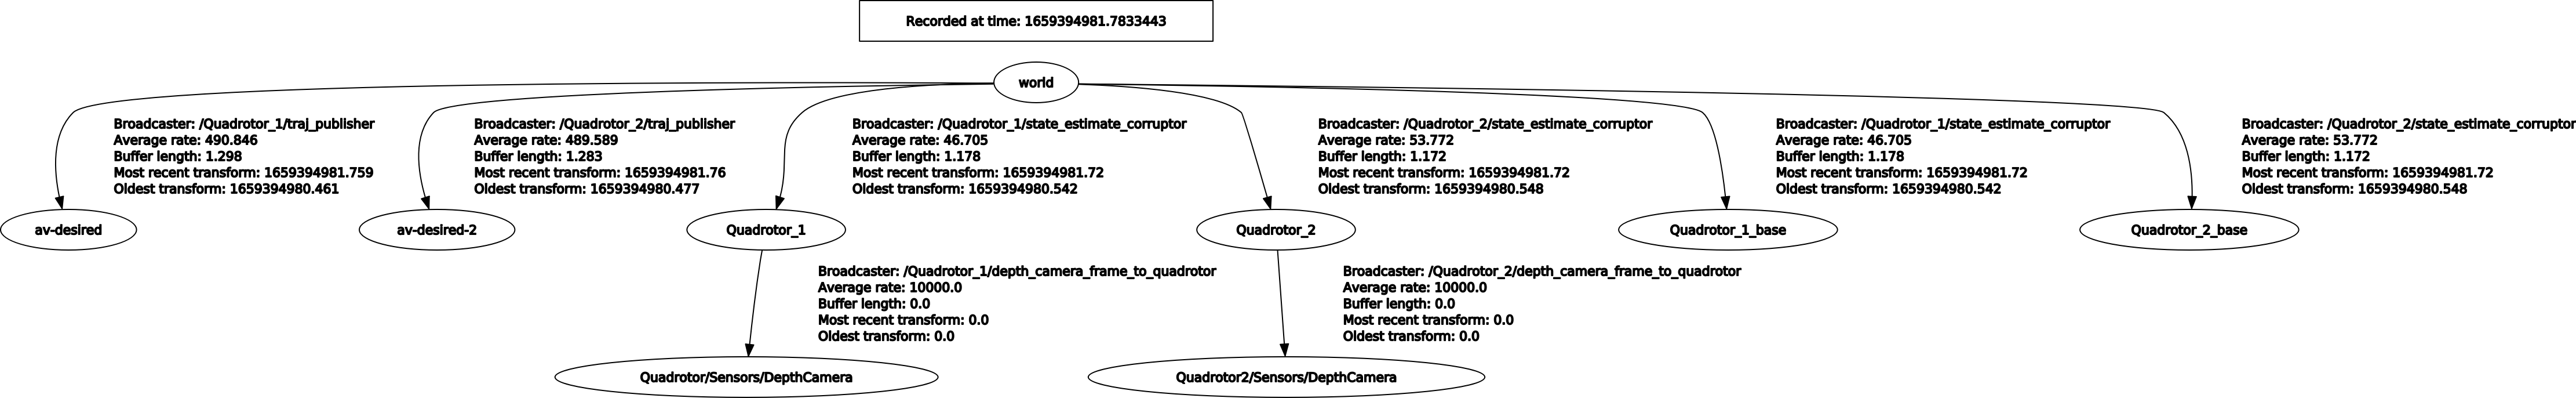 Recorded at time: 1659394981.7833443
world
Broadcaster: /Quadrotor_1/traj_publisher
Average rate: 490.846
Buffer length: 1.298
Most recent transform: 1659394981.759
Oldest transform: 1659394980.461
Broadcaster: /Quadrotor_2/traj_publisher
Average rate: 489.589
Buffer length: 1.283
Most recent transform: 1659394981.76
Oldest transform: 1659394980.477
Broadcaster: /Quadrotor_1/state_estimate_corruptor
Average rate: 46.705
Buffer length: 1.178
Most recent transform: 1659394981.72
Oldest transform: 1659394980.542
Broadcaster: /Quadrotor_2/state_estimate_corruptor
Average rate: 53.772
Buffer length: 1.172
Most recent transform: 1659394981.72
Oldest transform: 1659394980.548
Broadcaster: /Quadrotor_1/state_estimate_corruptor
Average rate: 46.705
Buffer length: 1.178
Most recent transform: 1659394981.72
Oldest transform: 1659394980.542
Broadcaster: /Quadrotor_2/state_estimate_corruptor
Average rate: 53.772
Buffer length: 1.172
Most recent transform: 1659394981.72
Oldest transform: 1659394980.548
av-desired
av-desired-2
Quadrotor_1
Quadrotor_2
Quadrotor_1_base
Quadrotor_2_base
Broadcaster: /Quadrotor_1/depth_camera_frame_to_quadrotor
Average rate: 10000.0
Buffer length: 0.0
Most recent transform: 0.0
Oldest transform: 0.0
Broadcaster: /Quadrotor_2/depth_camera_frame_to_quadrotor
Average rate: 10000.0
Buffer length: 0.0
Most recent transform: 0.0
Oldest transform: 0.0
Quadrotor/Sensors/DepthCamera
Quadrotor2/Sensors/DepthCamera